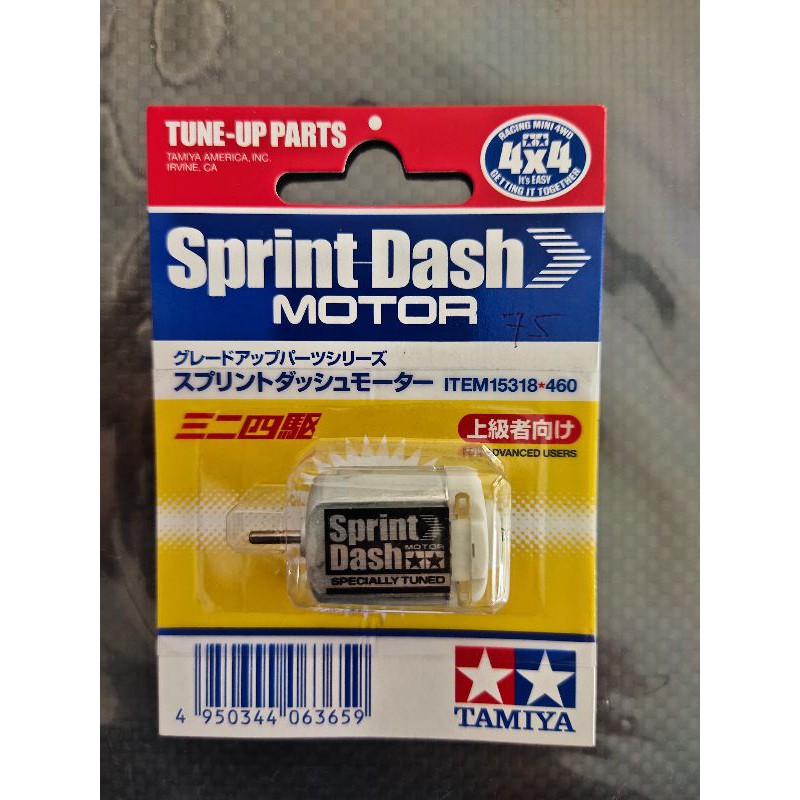 TUNE-UP PARTS
TAMIYA AMERICA, INC.
IRVINE, CA
RACING MINI 4WD
4x4
It's EASY
GETTING IT TOGETHER
Sprint Dash
MOTOR
75
グレードアップパーツシリーズ
スプリントダッシュモーター ITEM15318★460
ミニ四駆
上級者向け
FOR ADVANCED USERS
Sprint
MOTOR
Dash
SPECIALLY TUNED
4 950344 063659
TAMIYA